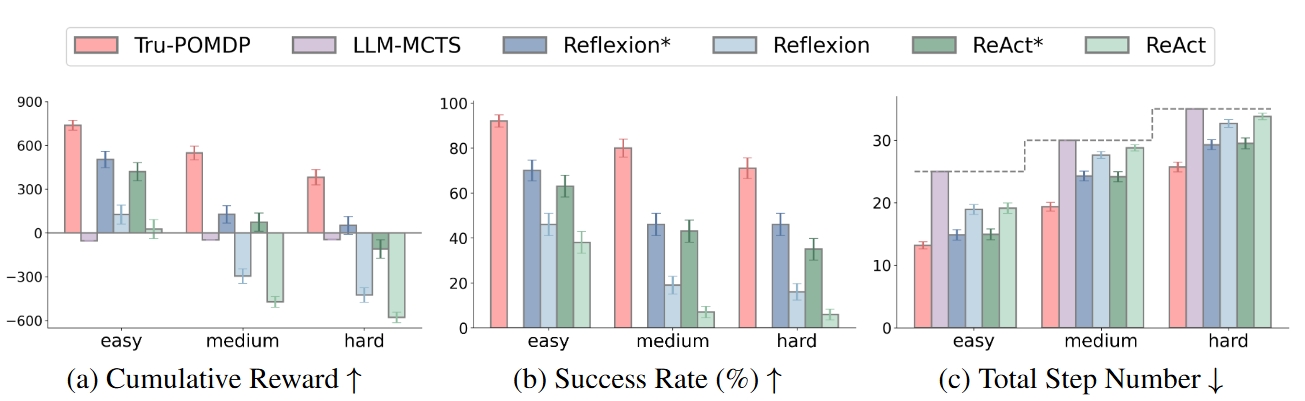 Tru-POMDP LLM-MCTS Reflexion* Reflexion ReAct* ReAct
900
600
300
0
−300
−600
easy medium hard
(a) Cumulative Reward ↑
100
80
60
40
20
0
easy medium hard
(b) Success Rate (%) ↑
30
20
10
0
easy medium hard
(c) Total Step Number ↓